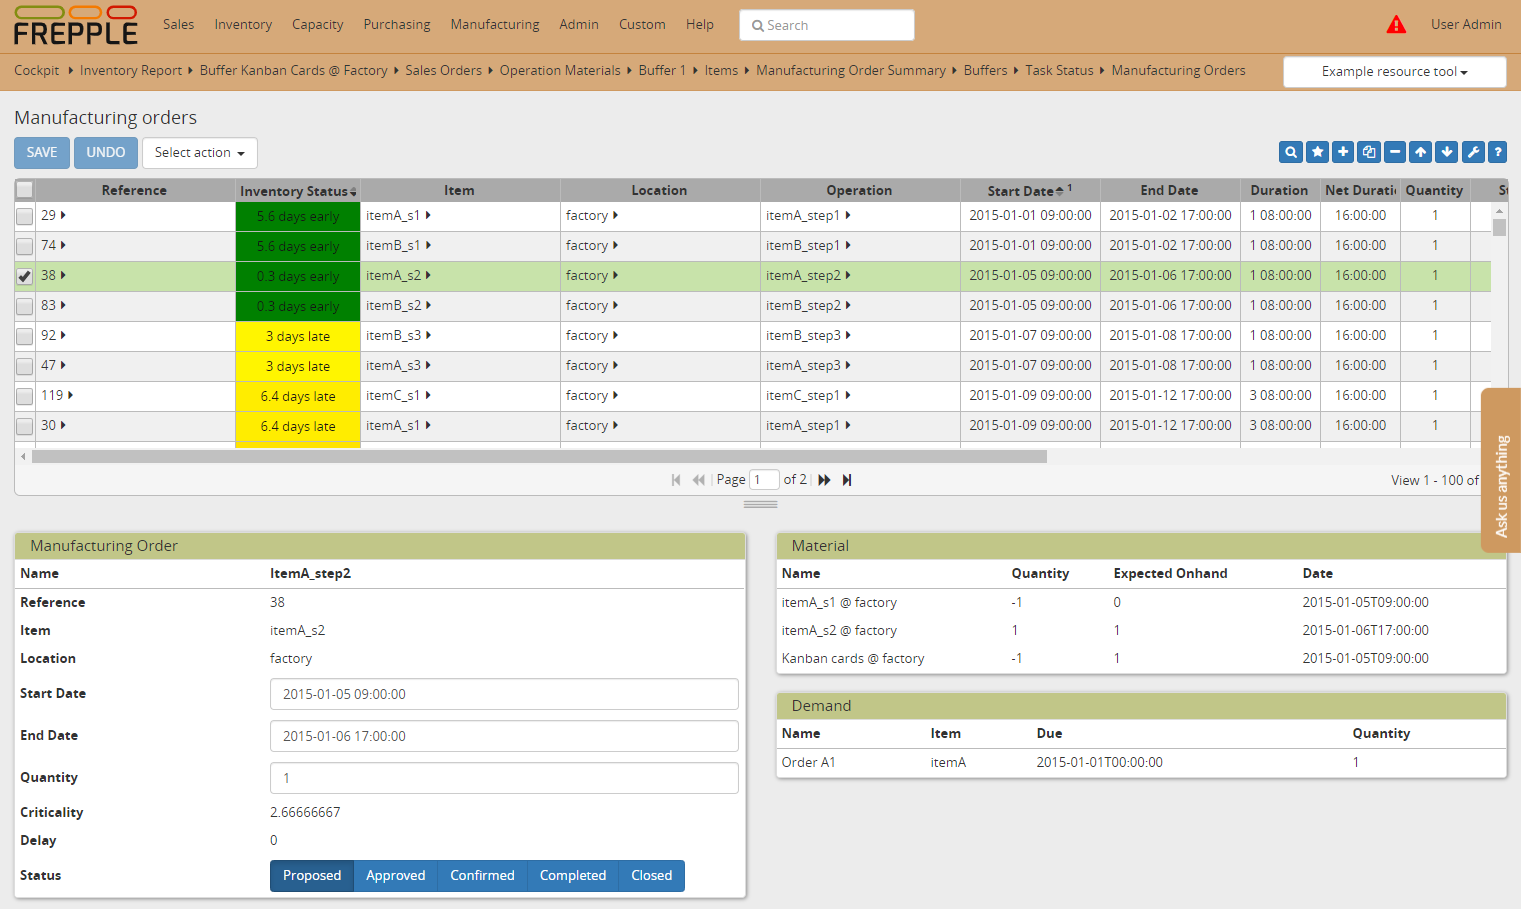 FREPPLE Sales Inventory Capacity Purchasing Manufacturing Admin Custom Help Search User Admin
Cockpit Inventory Report Buffer Kanban Cards @ Factory Sales Orders Operation Materials Buffer 1 Items Manufacturing Order Summary Buffers Task Status Manufacturing Orders Example resource tool
Manufacturing orders
SAVE UNDO Select action ?
Reference Inventory Status Item Location Operation Start Date 1 End Date Duration Net Durati Quantity
29 5.6 days early itemA_s1 factory itemA_step1 2015-01-01 09:00:00 2015-01-02 17:00:00 1 08:00:00 16:00:00 1
74 5.6 days early itemB_s1 factory itemB_step1 2015-01-01 09:00:00 2015-01-02 17:00:00 1 08:00:00 16:00:00 1
38 0.3 days early itemA_s2 factory itemA_step2 2015-01-05 09:00:00 2015-01-06 17:00:00 1 08:00:00 16:00:00 1
83 0.3 days early itemB_s2 factory itemB_step2 2015-01-05 09:00:00 2015-01-06 17:00:00 1 08:00:00 16:00:00 1
92 3 days late itemB_s3 factory itemB_step3 2015-01-07 09:00:00 2015-01-08 17:00:00 1 08:00:00 16:00:00 1
47 3 days late itemA_s3 factory itemA_step3 2015-01-07 09:00:00 2015-01-08 17:00:00 1 08:00:00 16:00:00 1
119 6.4 days late itemC_s1 factory itemC_step1 2015-01-09 09:00:00 2015-01-12 17:00:00 3 08:00:00 16:00:00 1
30 6.4 days late itemA_s1 factory itemA_step1 2015-01-09 09:00:00 2015-01-12 17:00:00 3 08:00:00 16:00:00 1
Page 1 of 2 View 1 - 100 of
Ask us anything
Manufacturing Order
Name ItemA_step2
Reference 38
Item itemA_s2
Location factory
Start Date 2015-01-05 09:00:00
End Date 2015-01-06 17:00:00
Quantity 1
Criticality 2.66666667
Delay 0
Status Proposed Approved Confirmed Completed Closed
Material
Name Quantity Expected Onhand Date
itemA_s1 @ factory -1 0 2015-01-05T09:00:00
itemA_s2 @ factory 1 1 2015-01-06T17:00:00
Kanban cards @ factory -1 1 2015-01-05T09:00:00
Demand
Name Item Due Quantity
Order A1 itemA 2015-01-01T00:00:00 1